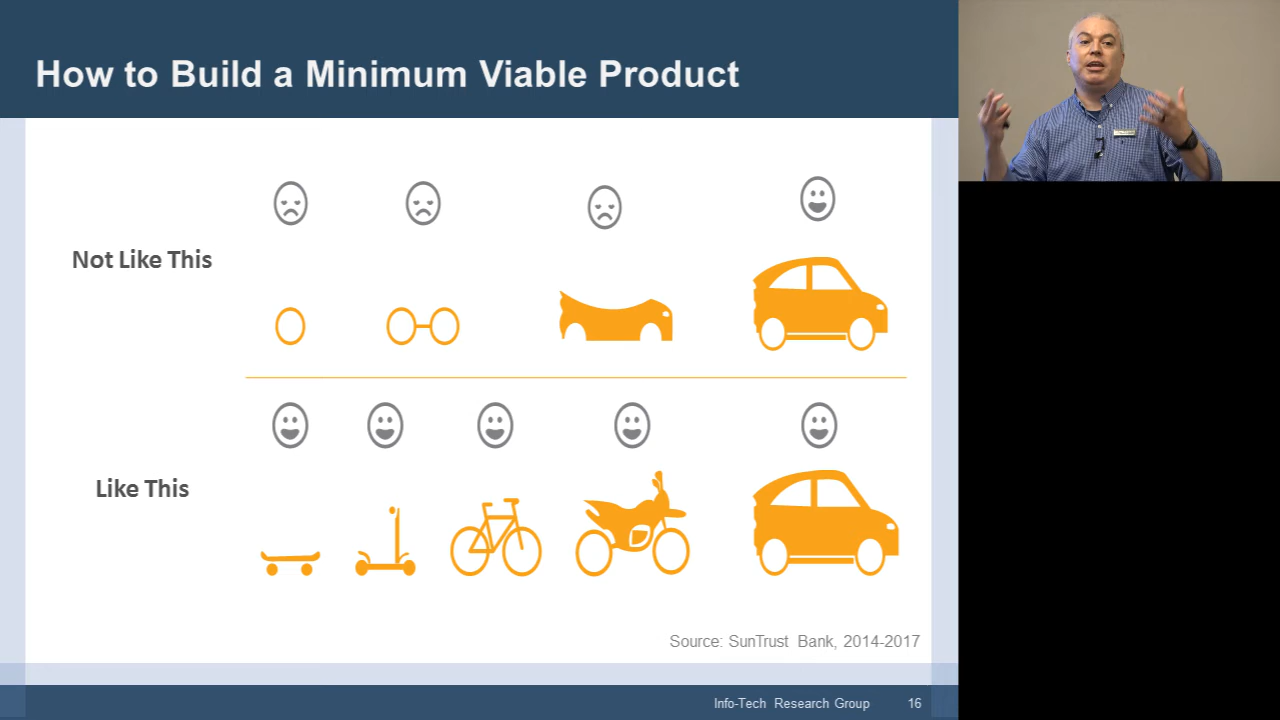 How to Build a Minimum Viable Product
Not Like This
Like This
Source: SunTrust Bank, 2014-2017
Info-Tech Research Group 16